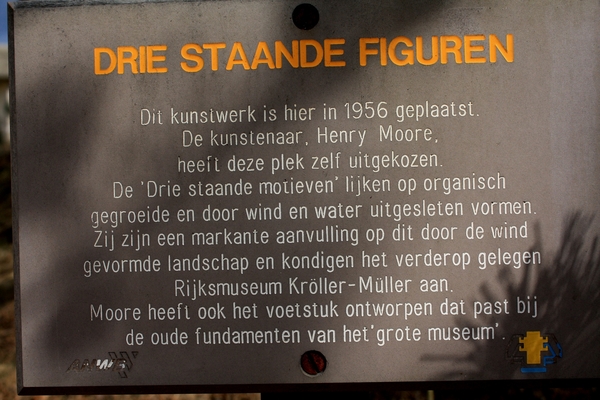 DRIE STAANDE FIGUREN
Dit kunstwerk is hier in 1956 geplaatst.
De kunstenaar, Henry Moore,
heeft deze plek zelf uitgekozen.
De 'Drie staande motieven' lijken op organisch
gegroeide en door wind en water uitgesleten vormen.
Zij zijn een markante aanvulling op dit door de wind
gevormde landschap en kondigen het verderop gelegen
Rijksmuseum Kröller-Müller aan.
Moore heeft ook het voetstuk ontworpen dat past bij
de oude fundamenten van het 'grote museum'.